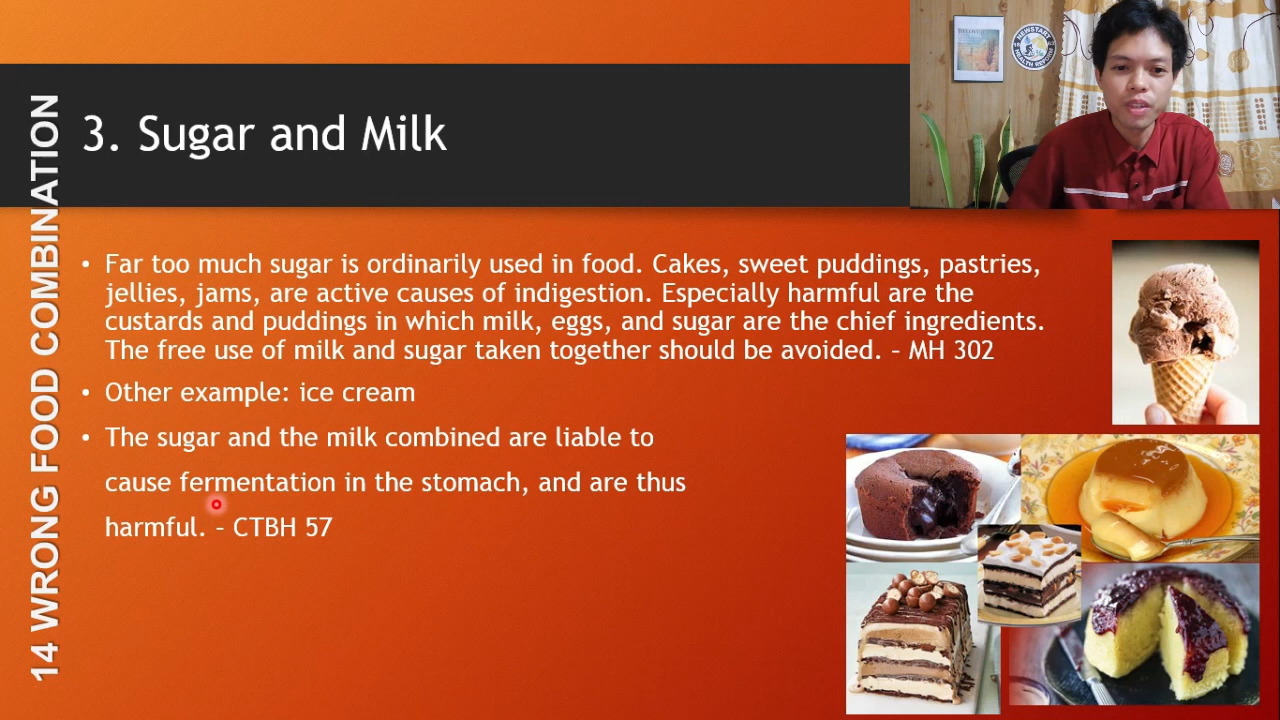 14 WRONG FOOD COMBINATION
3. Sugar and Milk
• Far too much sugar is ordinarily used in food. Cakes, sweet puddings, pastries,
jellies, jams, are active causes of indigestion. Especially harmful are the
custards and puddings in which milk, eggs, and sugar are the chief ingredients.
The free use of milk and sugar taken together should be avoided. – MH 302
• Other example: ice cream
• The sugar and the milk combined are liable to
cause fermentation in the stomach, and are thus
harmful. – CTBH 57
NEWSTART
HEALTH REFORM